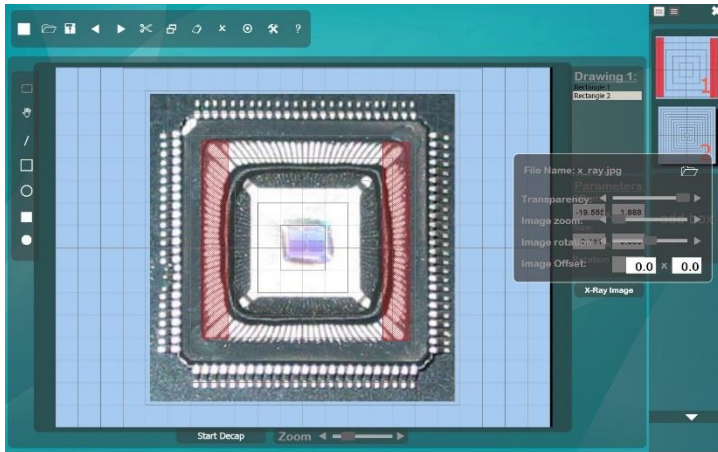 ?
Drawing 1:
Rectangle 1
Rectangle 2
1
2
File Name: x_ray.jpg
Parameters
Transparency:
-19.555 1.888
Image zoom:
Image rotation:
Image Offset: 0.0 x 0.0
X-Ray Image
Start Decap
Zoom